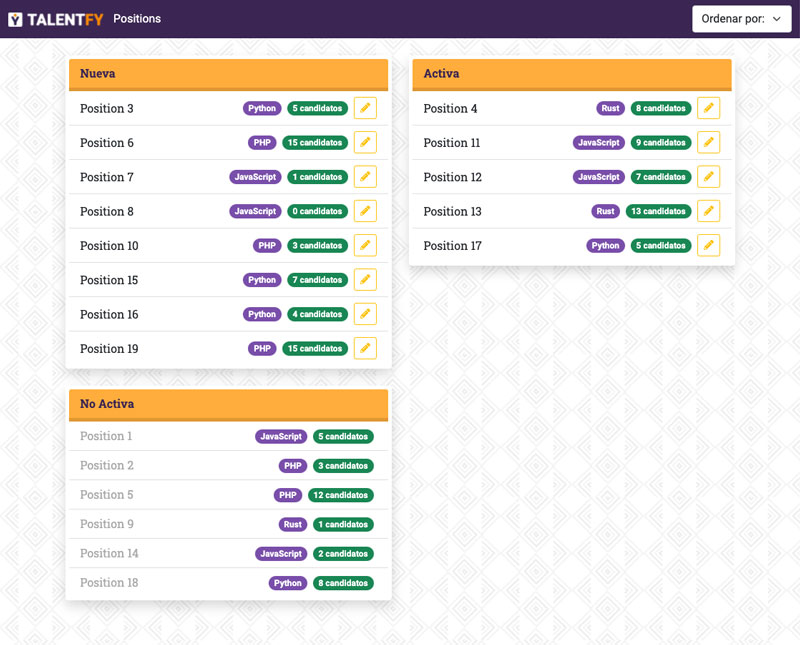 TALENTFY Positions Ordenar por:
Nueva
Position 3 Python 5 candidatos
Position 6 PHP 15 candidatos
Position 7 JavaScript 1 candidatos
Position 8 JavaScript 0 candidatos
Position 10 PHP 3 candidatos
Position 15 Python 7 candidatos
Position 16 Python 4 candidatos
Position 19 PHP 15 candidatos
Activa
Position 4 Rust 8 candidatos
Position 11 JavaScript 9 candidatos
Position 12 JavaScript 7 candidatos
Position 13 Rust 13 candidatos
Position 17 Python 5 candidatos
No Activa
Position 1 JavaScript 5 candidatos
Position 2 PHP 3 candidatos
Position 5 PHP 12 candidatos
Position 9 Rust 1 candidatos
Position 14 JavaScript 2 candidatos
Position 18 Python 8 candidatos